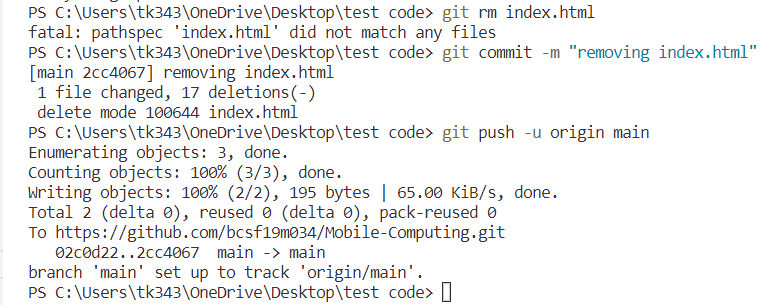 PS C:\Users\tk343\OneDrive\Desktop\test code> git rm index.html
fatal: pathspec 'index.html' did not match any files
PS C:\Users\tk343\OneDrive\Desktop\test code> git commit -m "removing index.html"
[main 2cc4067] removing index.html
 1 file changed, 17 deletions(-)
 delete mode 100644 index.html
PS C:\Users\tk343\OneDrive\Desktop\test code> git push -u origin main
Enumerating objects: 3, done.
Counting objects: 100% (3/3), done.
Writing objects: 100% (2/2), 195 bytes | 65.00 KiB/s, done.
Total 2 (delta 0), reused 0 (delta 0), pack-reused 0
To https://github.com/bcsf19m034/Mobile-Computing.git
   02c0d22..2cc4067  main -> main
branch 'main' set up to track 'origin/main'.
PS C:\Users\tk343\OneDrive\Desktop\test code>